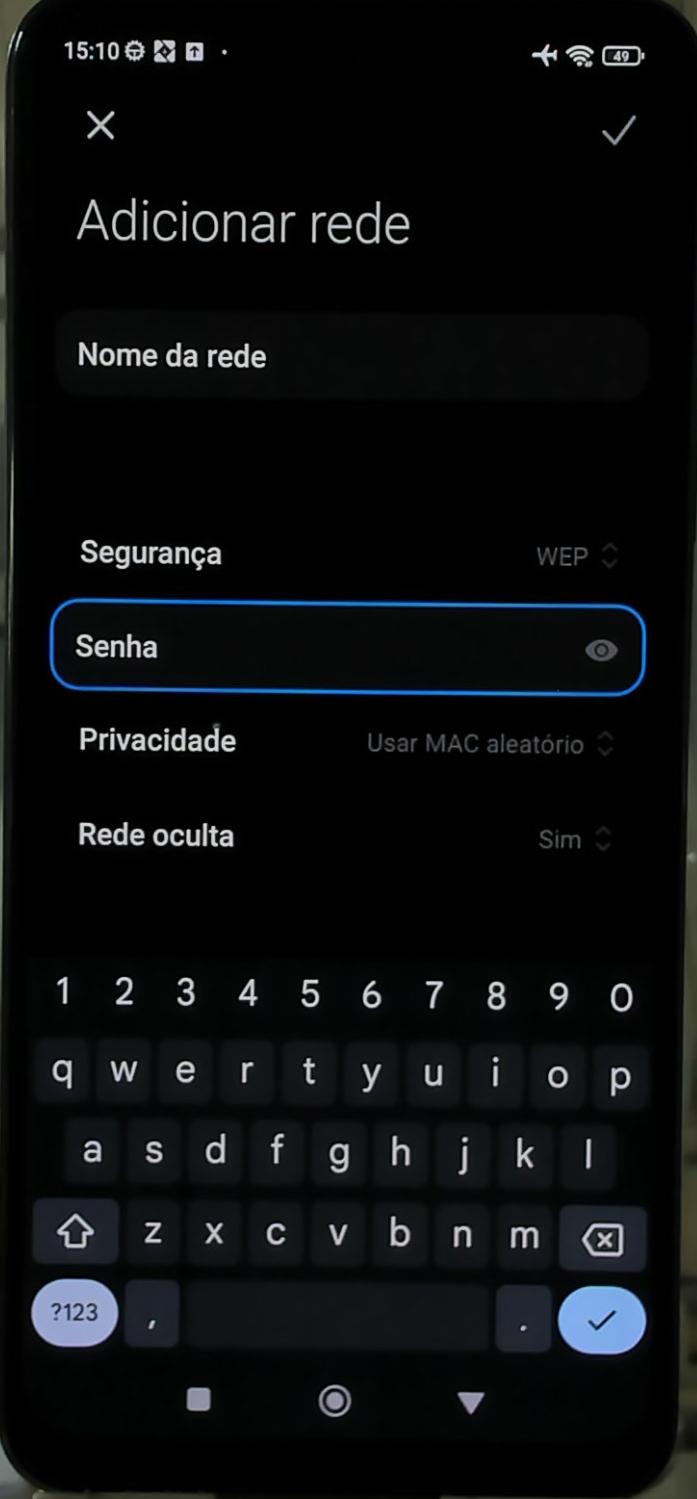 15:10 49
Adicionar rede
Nome da rede
Segurança WEP
Senha
Privacidade Usar MAC aleatório
Rede oculta Sim
1 2 3 4 5 6 7 8 9 0
q w e r t y u i o p
a s d f g h j k l
z x c v b n m
?123 , .